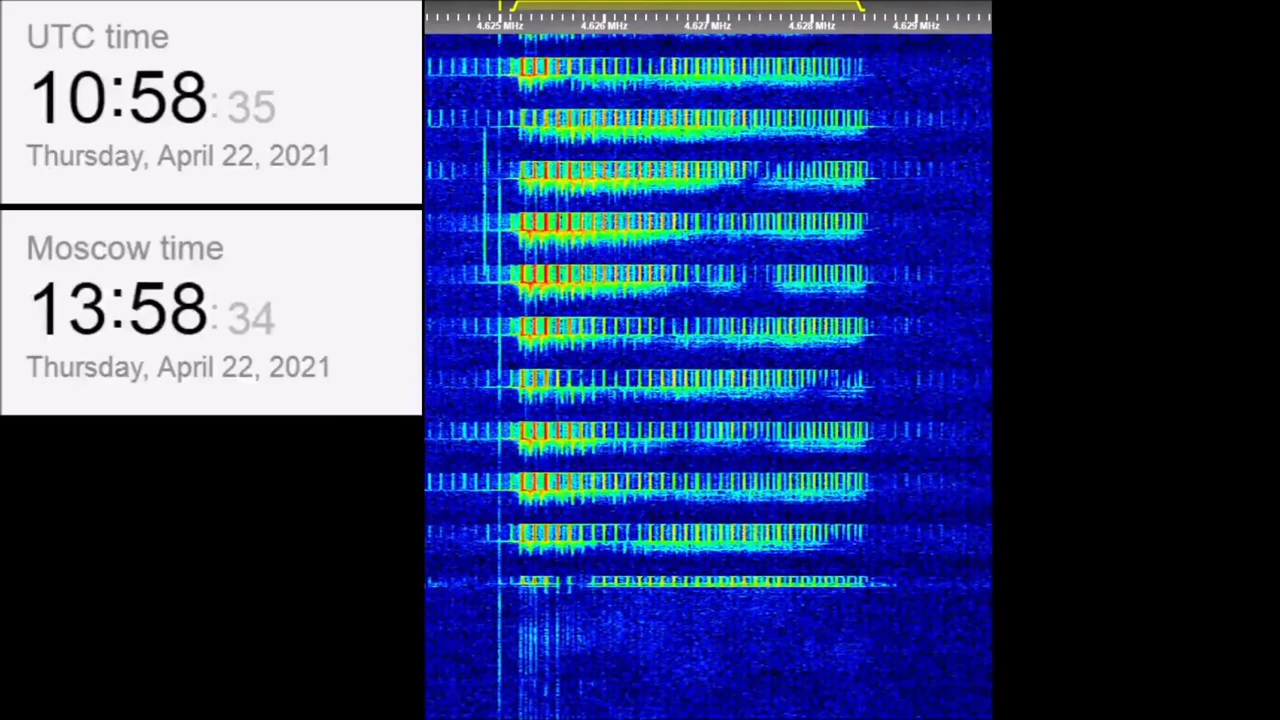 UTC time
10:58:35
Thursday, April 22, 2021
Moscow time
13:58:34
Thursday, April 22, 2021
4.625 MHz 4.626 MHz 4.627 MHz 4.628 MHz 4.629 MHz